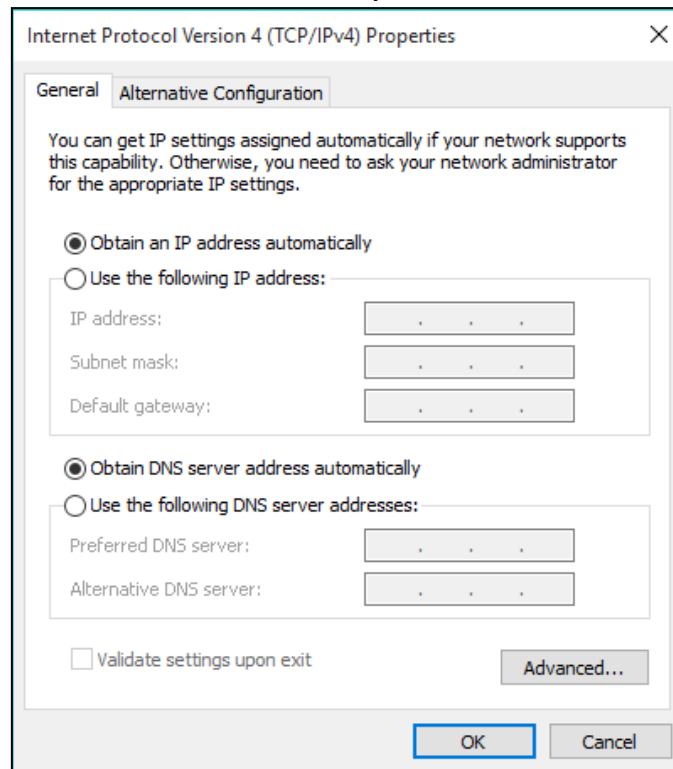 Internet Protocol Version 4 (TCP/IPv4) Properties
General
Alternative Configuration
You can get IP settings assigned automatically if your network supports
this capability. Otherwise, you need to ask your network administrator
for the appropriate IP settings.
Obtain an IP address automatically
Use the following IP address:
IP address:
Subnet mask:
Default gateway:
Obtain DNS server address automatically
Use the following DNS server addresses:
Preferred DNS server:
Alternative DNS server:
Validate settings upon exit
Advanced...
OK
Cancel